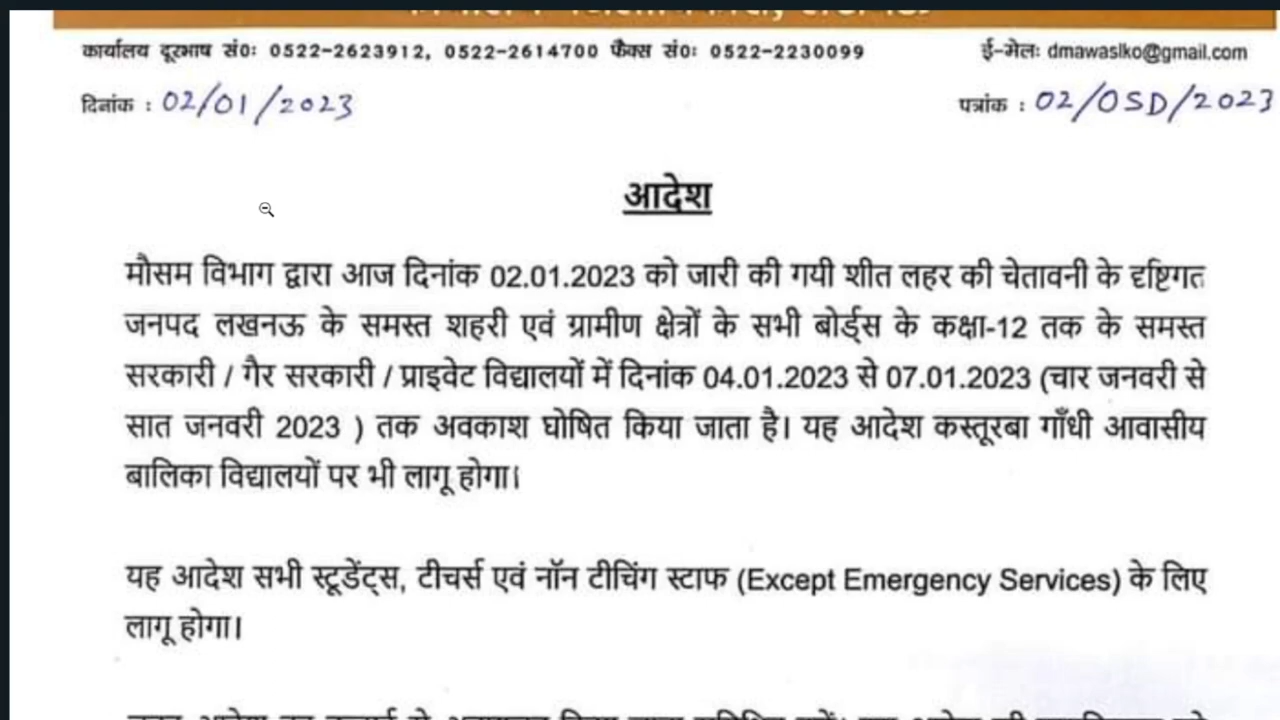 कार्यालय दूरभाष सं0ः 0522-2623912, 0522-2614700 फैक्स सं0ः 0522-2230099 ई-मेलः dmawaslko@gmail.com
दिनांक : 02/01/2023 पत्रांक : 02/OSD/2023
आदेश
मौसम विभाग द्वारा आज दिनांक 02.01.2023 को जारी की गयी शीत लहर की चेतावनी के दृष्टिगत
जनपद लखनऊ के समस्त शहरी एवं ग्रामीण क्षेत्रों के सभी बोर्ड्स के कक्षा-12 तक के समस्त
सरकारी / गैर सरकारी / प्राइवेट विद्यालयों में दिनांक 04.01.2023 से 07.01.2023 (चार जनवरी से
सात जनवरी 2023 ) तक अवकाश घोषित किया जाता है। यह आदेश कस्तूरबा गाँधी आवासीय
बालिका विद्यालयों पर भी लागू होगा।
यह आदेश सभी स्टूडेंट्स, टीचर्स एवं नॉन टीचिंग स्टाफ (Except Emergency Services) के लिए
लागू होगा।